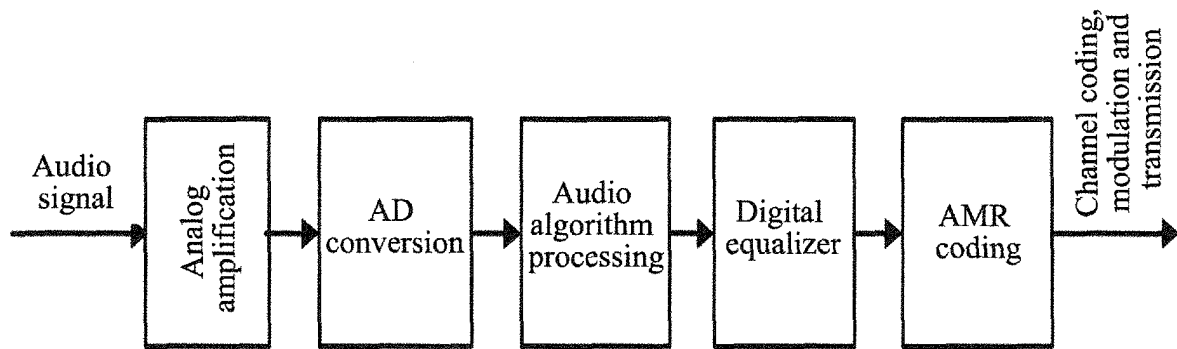 Audio
signal
Analog
amplification
AD
conversion
Audio
algorithm
processing
Digital
equalizer
AMR
coding
Channel coding,
modulation and
transmission